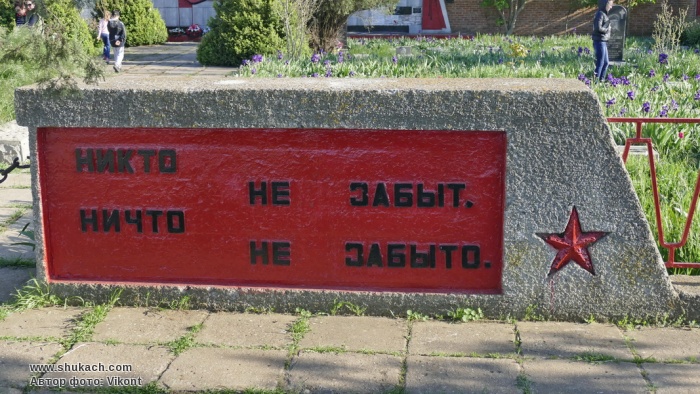 НИКТО
НЕ ЗАБЫТ.
НИЧТО
НЕ ЗАБЫТО.
www.shukach.com
Автор фото: Vikont